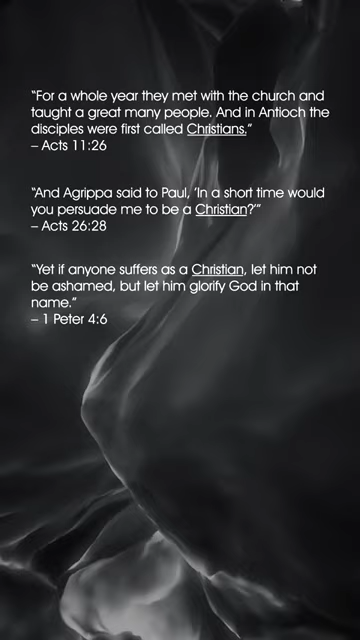 “For a whole year they met with the church and
taught a great many people. And in Antioch the
disciples were first called Christians.”
– Acts 11:26
“And Agrippa said to Paul, ‘In a short time would
you persuade me to be a Christian?’”
– Acts 26:28
“Yet if anyone suffers as a Christian, let him not
be ashamed, but let him glorify God in that
name.”
– 1 Peter 4:6